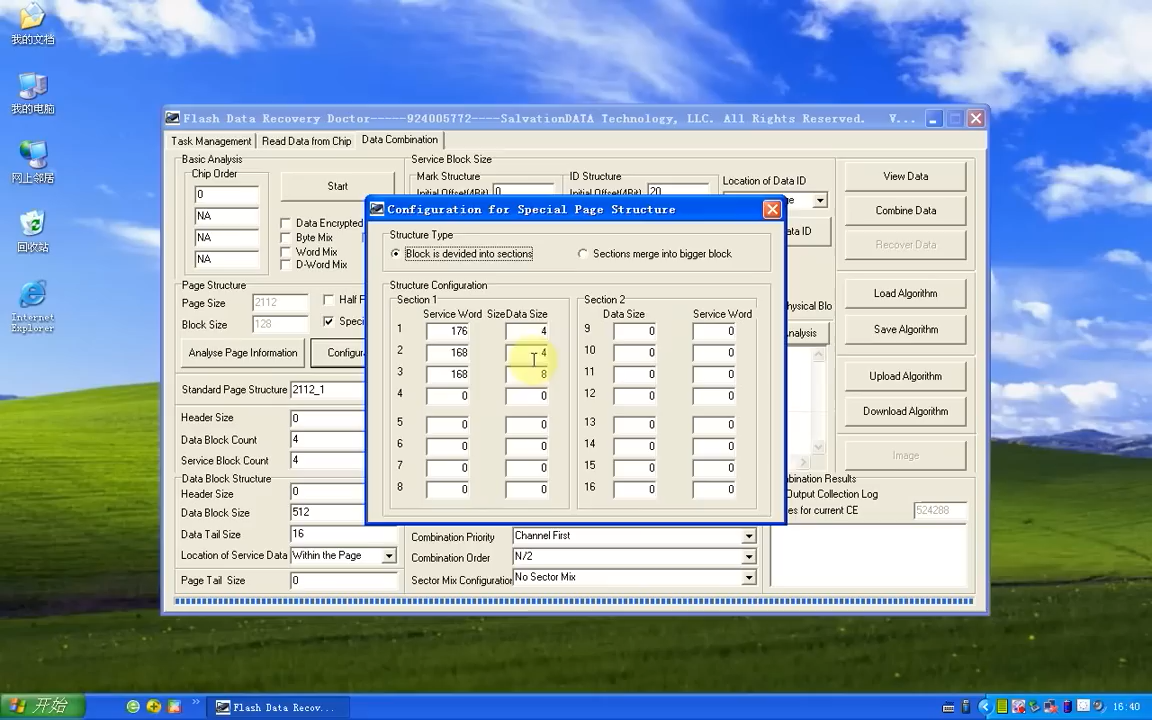 我的文档
我的电脑
网上邻居
回收站
Internet
Explorer
Flash Data Recovery Doctor-----924005772----SalvationDATA Technology, LLC. All Rights Reserved. V...
Task Management
Read Data from Chip
Data Combination
Basic Analysis
Chip Order
0
NA
NA
NA
Start
Data Encrypted
Byte Mix
Word Mix
D-Word Mix
Service Block Size
Mark Structure
Initial Offset(4Bit)
0
ID Structure
Initial Offset(4Bit)
20
Location of Data ID
View Data
Combine Data
Recover Data
Load Algorithm
Save Algorithm
Upload Algorithm
Download Algorithm
Image
Page Structure
Page Size
2112
Block Size
128
Half
Speci
Analyse Page Information
Configura
Standard Page Structure
2112_1
Header Size
0
Data Block Count
4
Service Block Count
4
Data Block Structure
Header Size
0
Data Block Size
512
Data Tail Size
16
Location of Service Data
Within the Page
Page Tail Size
0
Configuration for Special Page Structure
Structure Type
Block is devided into sections
Sections merge into bigger block
Structure Configuration
Section 1
Service Word SizeData Size
1 176 4
2 168 4
3 168 8
4 0 0
5 0 0
6 0 0
7 0 0
8 0 0
Section 2
Data Size Service Word
9 0 0
10 0 0
11 0 0
12 0 0
13 0 0
14 0 0
15 0 0
16 0 0
ta ID
hysical Blo
nalysis
bination Results
Output Collection Log
es for current CE
524288
Combination Priority
Channel First
Combination Order
N/2
Sector Mix Configuration
No Sector Mix
开始
Flash Data Recov...
16:40